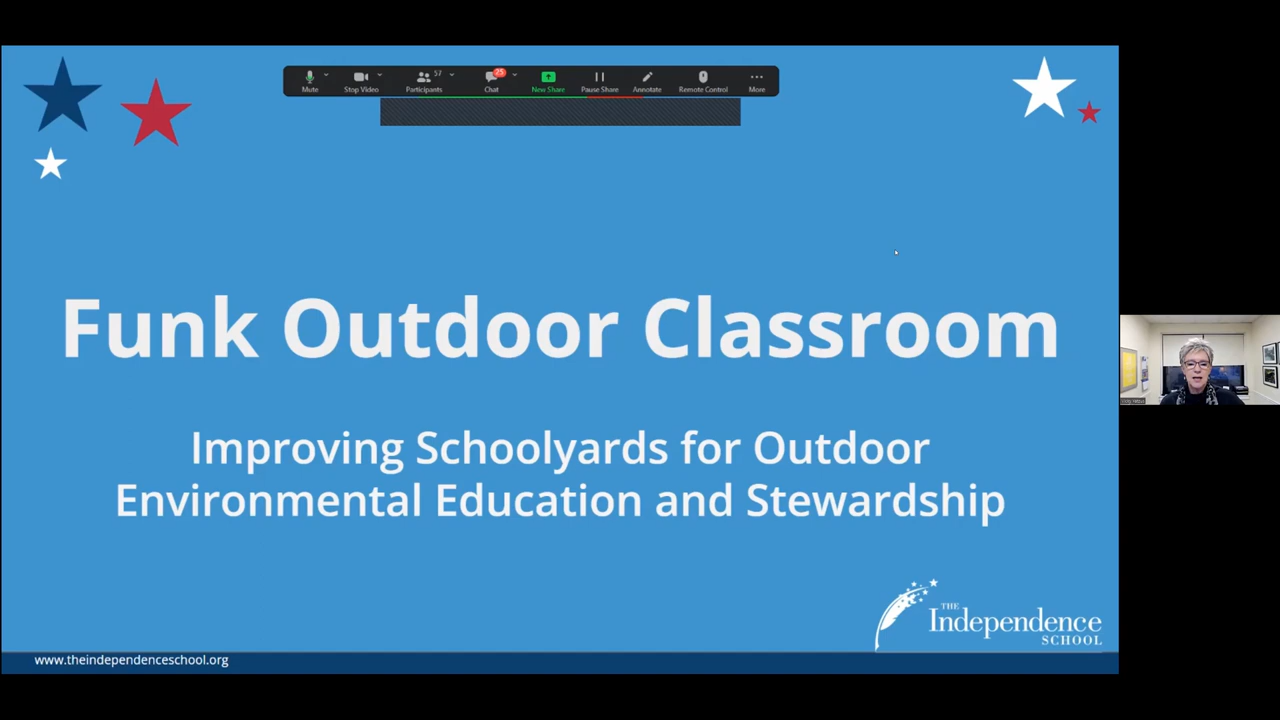 57
25
Mute
Stop Video
Participants
Chat
New Share
Pause Share
Annotate
Remote Control
More
Funk Outdoor Classroom
Improving Schoolyards for Outdoor
Environmental Education and Stewardship
THE
Independence
SCHOOL
www.theindependenceschool.org